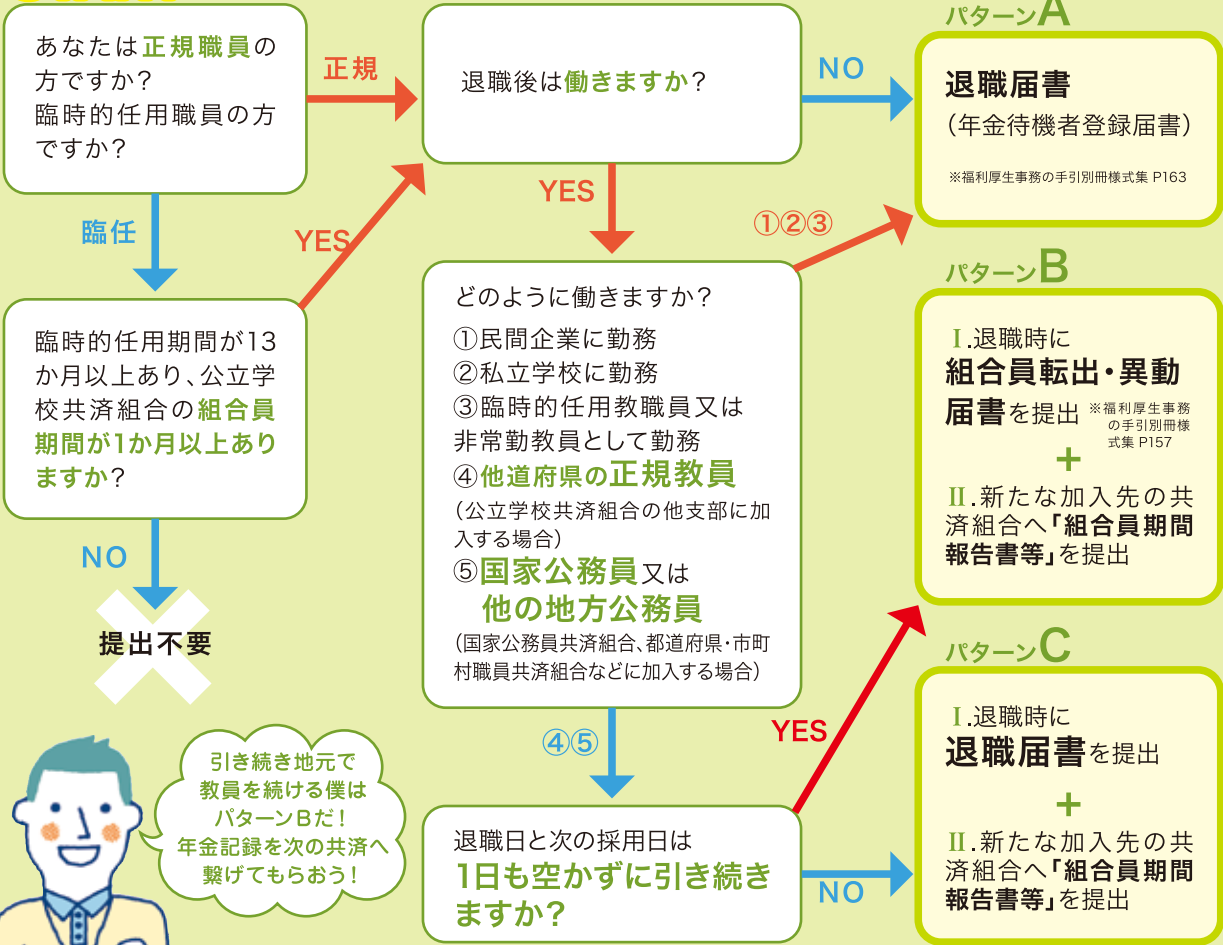 あなたは正規職員の
方ですか?
臨時的任用職員の方
ですか?
正規
臨任
退職後は働きますか?
NO
YES
パターンA
退職届書
(年金待機者登録届書)
※福利厚生事務の手引別冊様式集 P163
臨時的任用期間が13
か月以上あり、公立学
校共済組合の組合員
期間が1か月以上あり
ますか?
YES
NO
提出不要
どのように働きますか?
①民間企業に勤務
②私立学校に勤務
③臨時的任用教職員又は
非常勤教員として勤務
④他道府県の正規教員
(公立学校共済組合の他支部に加
入する場合)
⑤国家公務員又は
他の地方公務員
(国家公務員共済組合、都道府県・市町
村職員共済組合などに加入する場合)
①②③
④⑤
パターンB
Ⅰ.退職時に
組合員転出・異動
届書を提出 ※福利厚生事務
の手引別冊様
式集 P157
+
Ⅱ.新たな加入先の共
済組合へ「組合員期間
報告書等」を提出
退職日と次の採用日は
1日も空かずに引き続き
ますか?
YES
NO
パターンC
Ⅰ.退職時に
退職届書を提出
+
Ⅱ.新たな加入先の共
済組合へ「組合員期間
報告書等」を提出
引き続き地元で
教員を続ける僕は
パターンBだ!
年金記録を次の共済へ
繋げてもらおう!